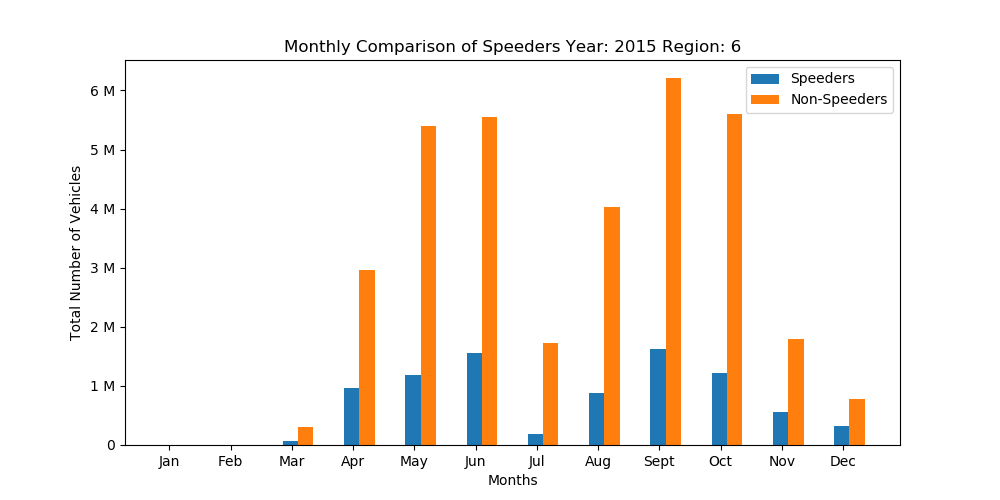 Monthly Comparison of Speeders Year: 2015 Region: 6
Speeders
Non-Speeders
6 M
5 M
4 M
3 M
2 M
1 M
0
Total Number of Vehicles
Jan Feb Mar Apr May Jun Jul Aug Sept Oct Nov Dec
Months